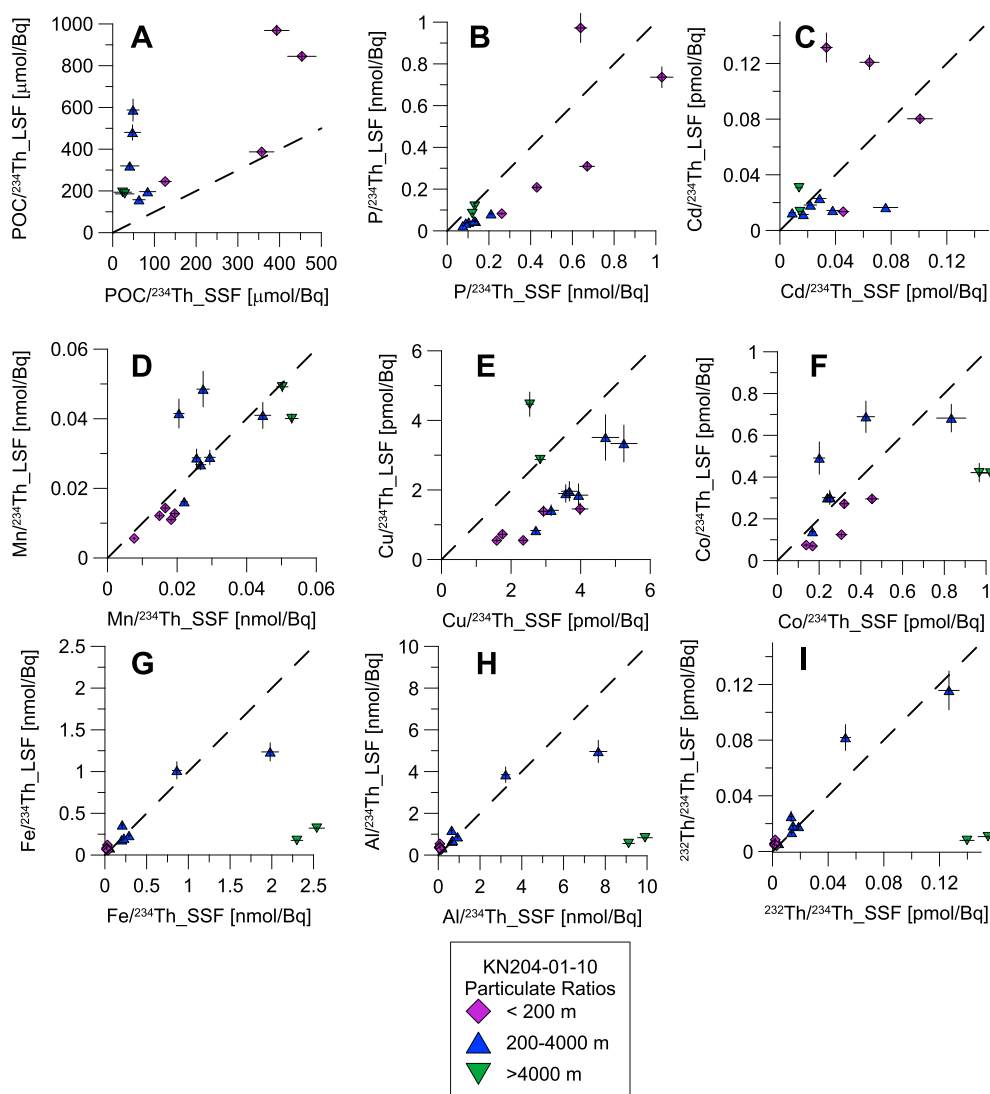 A
POC/²³⁴Th_LSF [μmol/Bq]
1000
800
600
400
200
0
0 100 200 300 400 500
POC/²³⁴Th_SSF [μmol/Bq]
B
P/²³⁴Th_LSF [nmol/Bq]
1
0.8
0.6
0.4
0.2
0
0 0.2 0.4 0.6 0.8 1
P/²³⁴Th_SSF [nmol/Bq]
C
Cd/²³⁴Th_LSF [pmol/Bq]
0.12
0.08
0.04
0
0 0.04 0.08 0.12
Cd/²³⁴Th_SSF [pmol/Bq]
D
Mn/²³⁴Th_LSF [nmol/Bq]
0.06
0.04
0.02
0
0 0.02 0.04 0.06
Mn/²³⁴Th_SSF [nmol/Bq]
E
Cu/²³⁴Th_LSF [pmol/Bq]
6
4
2
0
0 2 4 6
Cu/²³⁴Th_SSF [pmol/Bq]
F
Co/²³⁴Th_LSF [pmol/Bq]
1
0.8
0.6
0.4
0.2
0
0 0.2 0.4 0.6 0.8 1
Co/²³⁴Th_SSF [pmol/Bq]
G
Fe/²³⁴Th_LSF [nmol/Bq]
2.5
2
1.5
1
0.5
0
0 0.5 1 1.5 2 2.5
Fe/²³⁴Th_SSF [nmol/Bq]
H
Al/²³⁴Th_LSF [nmol/Bq]
10
8
6
4
2
0
0 2 4 6 8 10
Al/²³⁴Th_SSF [nmol/Bq]
I
²³²Th/²³⁴Th_LSF [pmol/Bq]
0.12
0.08
0.04
0
0 0.04 0.08 0.12
²³²Th/²³⁴Th_SSF [pmol/Bq]
KN204-01-10
Particulate Ratios
< 200 m
200-4000 m
>4000 m